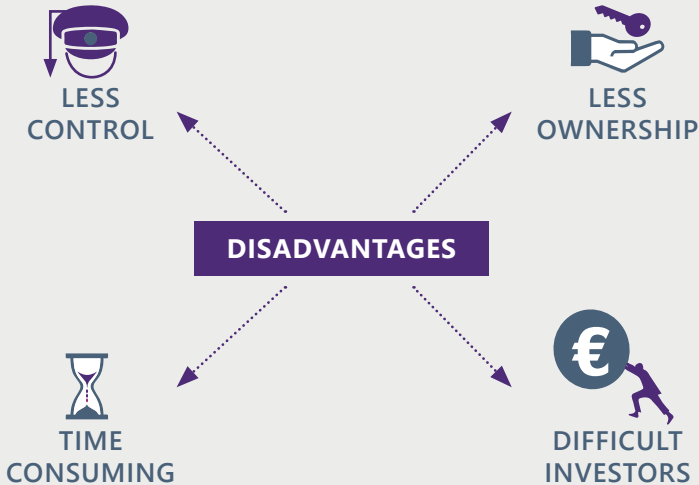 LESS
CONTROL
LESS
OWNERSHIP
DISADVANTAGES
€
TIME
CONSUMING
DIFFICULT
INVESTORS